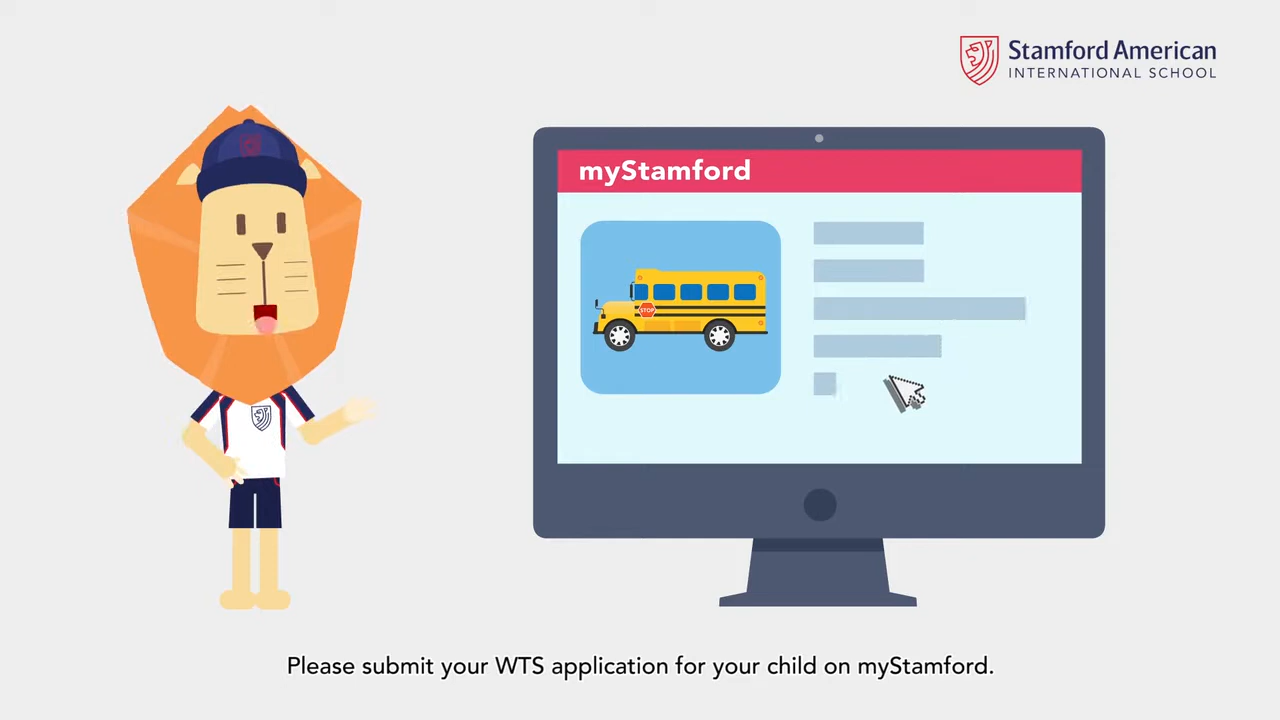 Stamford American
INTERNATIONAL SCHOOL
myStamford
STOP
Please submit your WTS application for your child on myStamford.